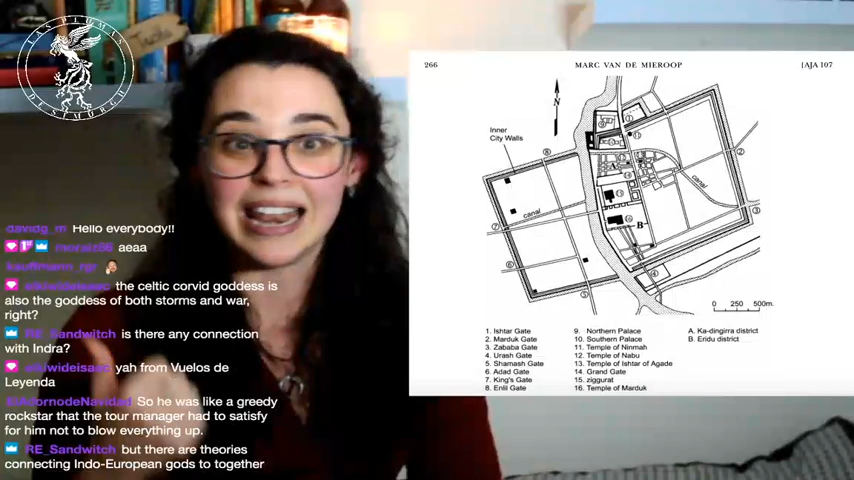 LAS PLUMAS
DE SIMURGH
266
MARC VAN DE MIEROOP
[AJA 107
N
Inner
City Walls
canal
canal
B
1. Ishtar Gate
2. Marduk Gate
3. Zababa Gate
4. Urash Gate
5. Shamash Gate
6. Adad Gate
7. King's Gate
8. Enlil Gate
9. Northern Palace
10. Southern Palace
11. Temple of Ninmah
12. Temple of Nabu
13. Temple of Ishtar of Agade
14. Grand Gate
15. ziggurat
16. Temple of Marduk
A. Ka-dingirra district
B. Eridu district
0 250 500m.
davidg_m Hello everybody!!
aeaa
kauffmann_rgr
the celtic corvid goddess is
also the goddess of both storms and war,
right?
RE_Sandwitch is there any connection
with Indra?
yah from Vuelos de
Leyenda
ElAdornodeNavidad So he was like a greedy
rockstar that the tour manager had to satisfy
for him not to blow everything up.
RE_Sandwitch but there are theories
connecting Indo-European gods to together